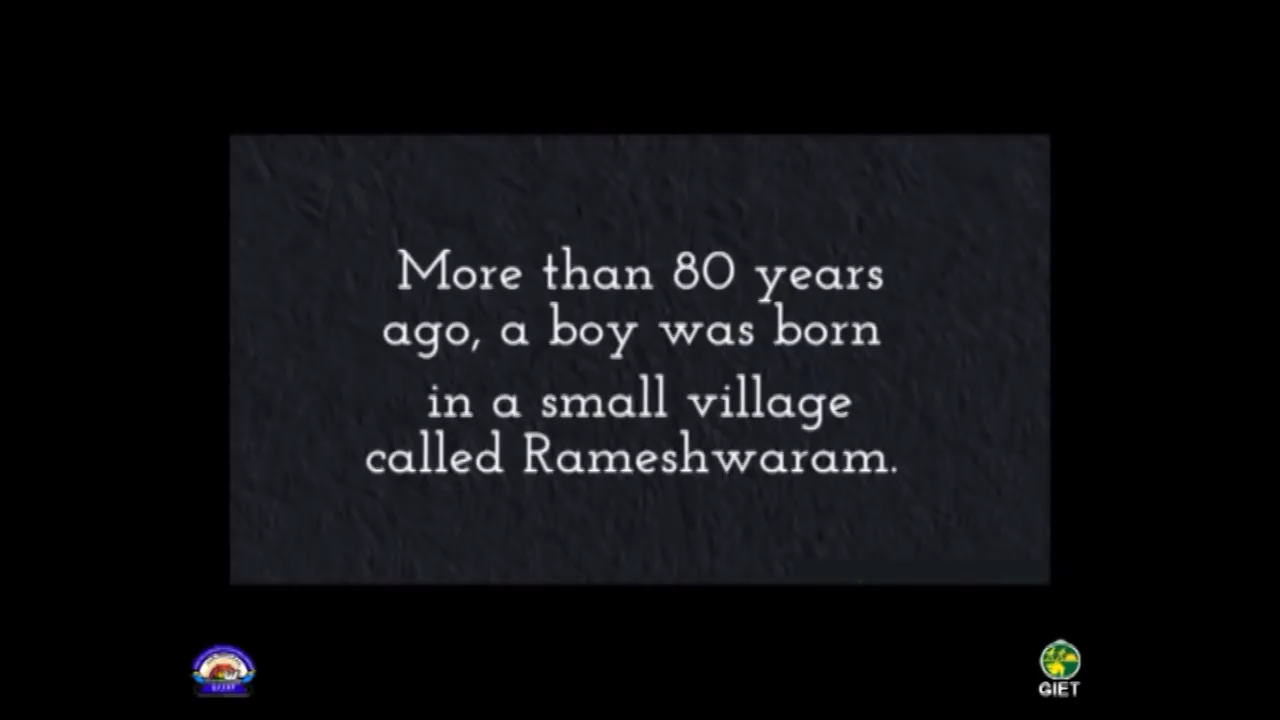 More than 80 years
ago, a boy was born
in a small village
called Rameshwaram.
GIET